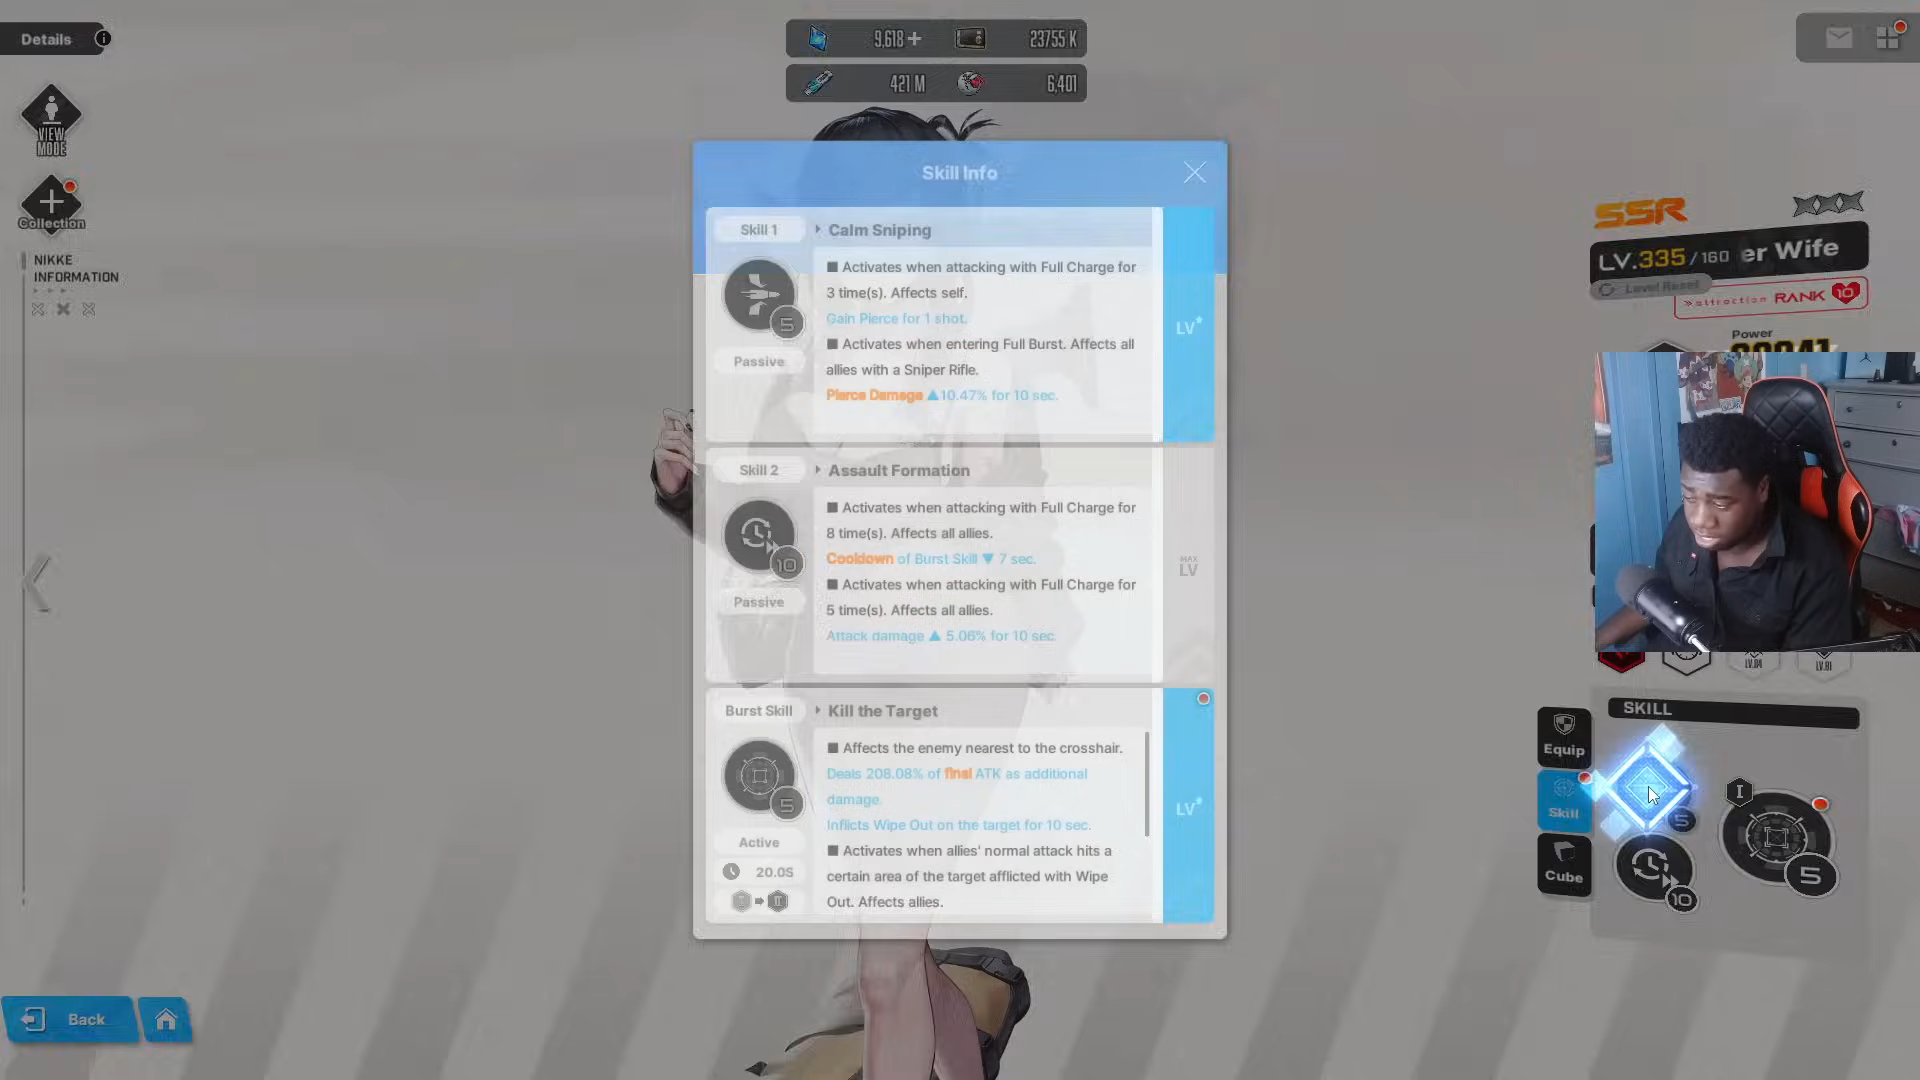 Details
9,618
23755 K
421 M
6,401
VIEW
MODE
Collection
NIKKE
INFORMATION
Skill Info
Skill 1
Calm Sniping
■ Activates when attacking with Full Charge for
3 time(s). Affects self.
Gain Pierce for 1 shot.
■ Activates when entering Full Burst. Affects all
allies with a Sniper Rifle.
Pierce Damage ▲10.47% for 10 sec.
5
Passive
LV
Skill 2
Assault Formation
■ Activates when attacking with Full Charge for
8 time(s). Affects all allies.
Cooldown of Burst Skill ▼ 7 sec.
■ Activates when attacking with Full Charge for
5 time(s). Affects all allies.
Attack damage ▲ 5.06% for 10 sec.
10
Passive
MAX
LV
Burst Skill
Kill the Target
■ Affects the enemy nearest to the crosshair.
Deals 208.08% of final ATK as additional
damage.
Inflicts Wipe Out on the target for 10 sec.
■ Activates when allies' normal attack hits a
certain area of the target afflicted with Wipe
Out. Affects allies.
5
Active
20.0S
LV
SSR
LV.335/160 er Wife
Level Reset
attraction RANK 10
Power
LV.84
LV.81
SKILL
Equip
Skill
Cube
5
10
I
5
Back